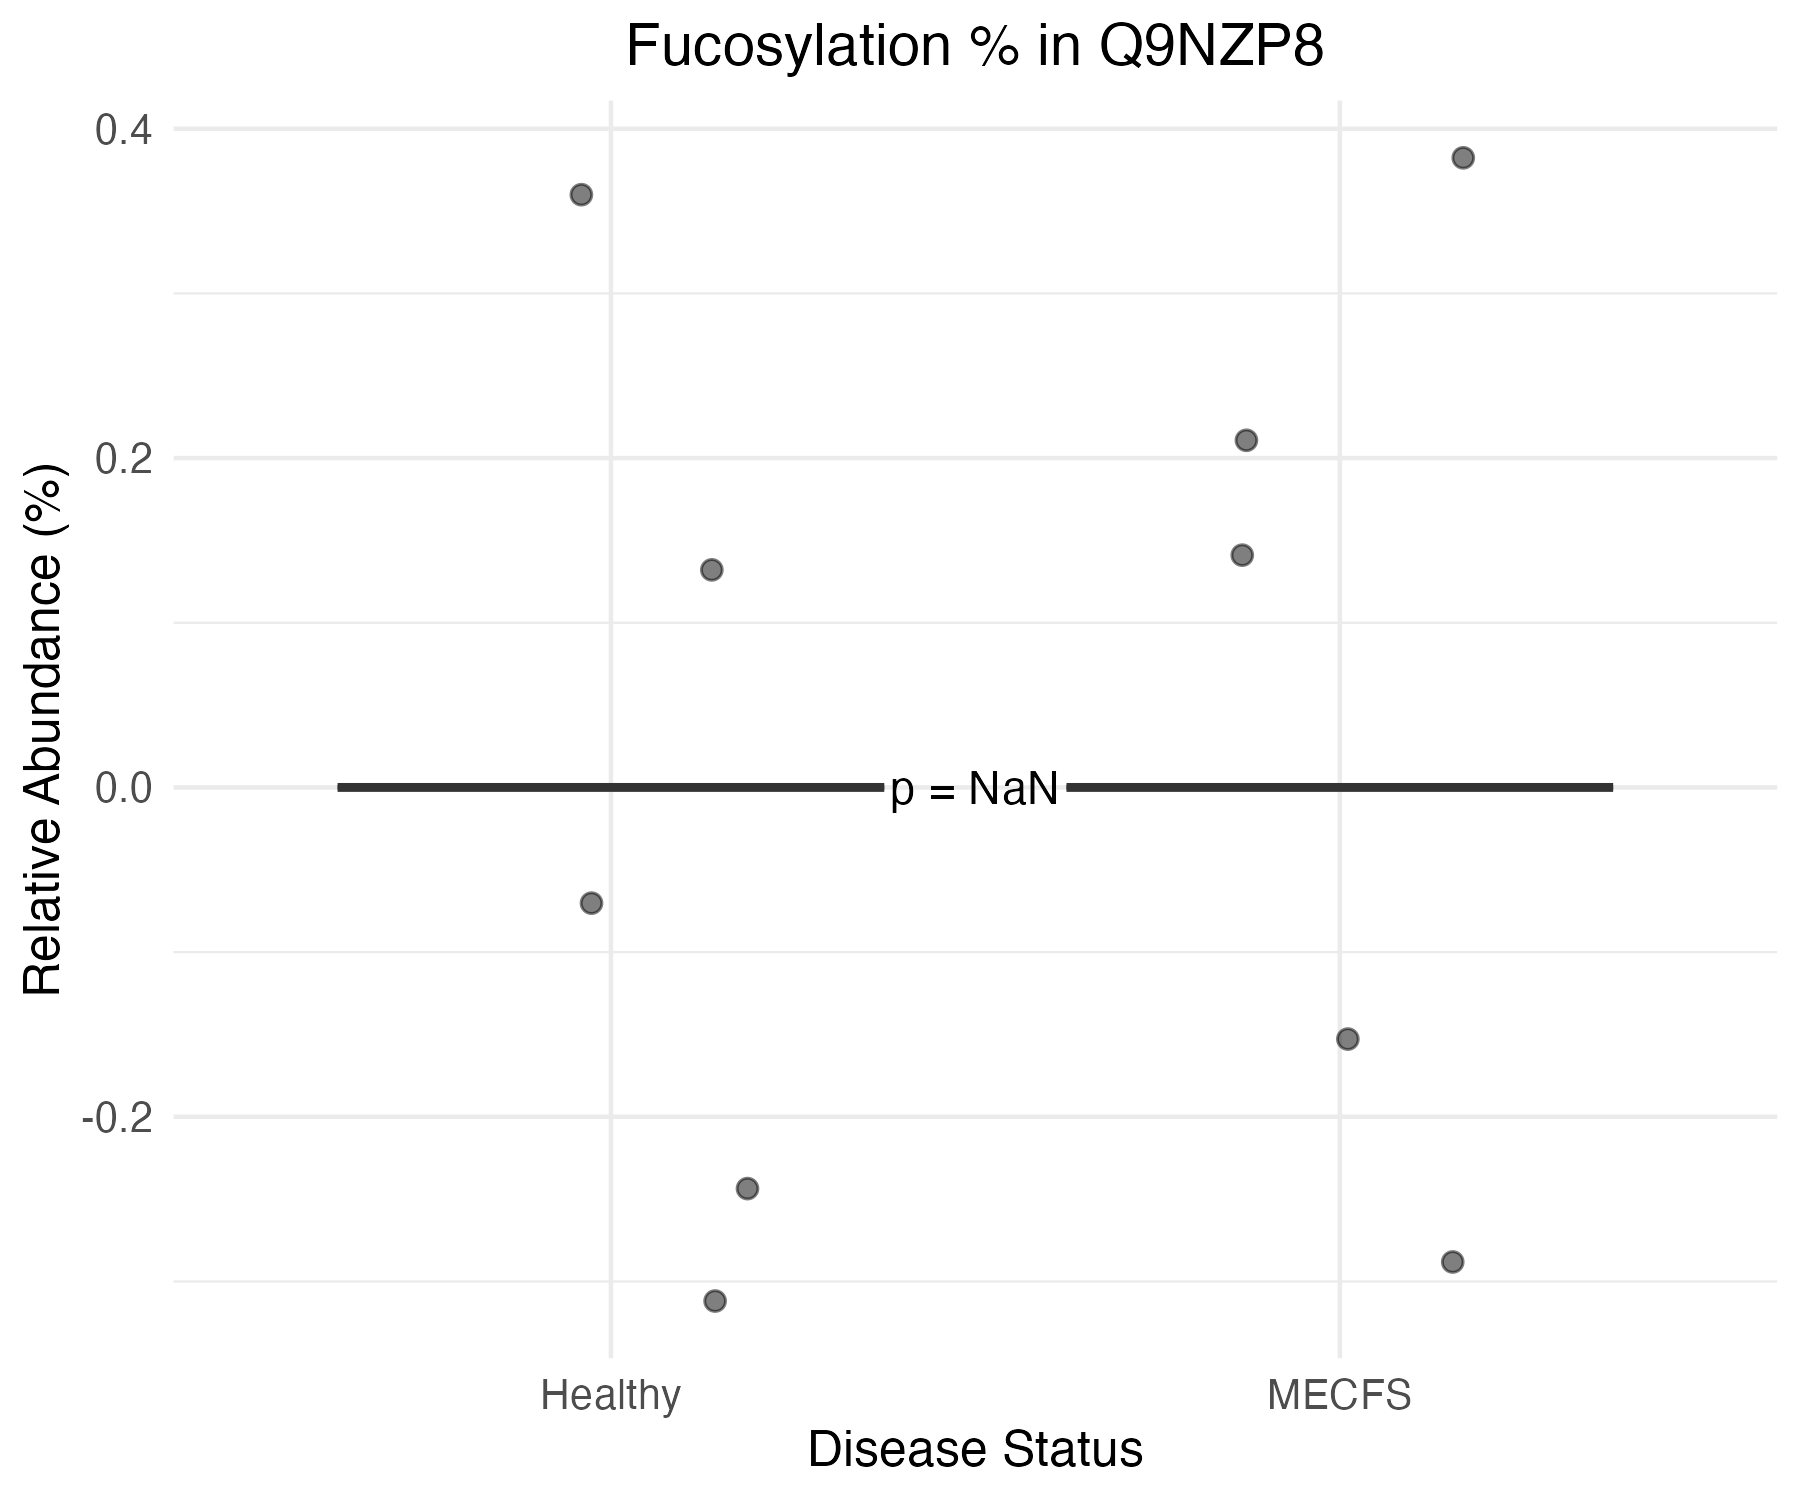 Fucosylation % in Q9NZP8
Relative Abundance (%)
0.4
0.2
0.0
-0.2
p = NaN
Healthy
MECFS
Disease Status